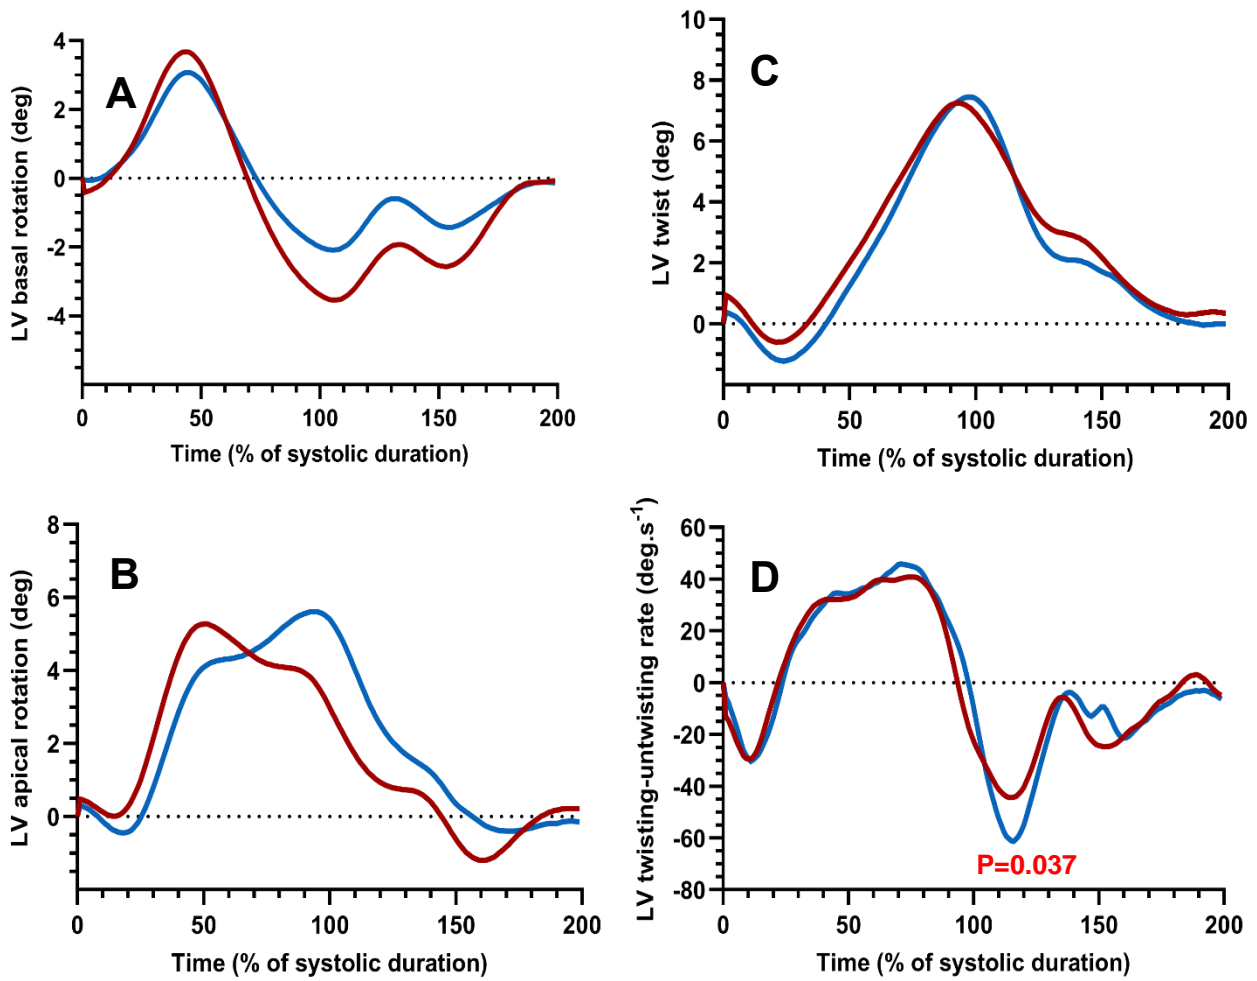 A
LV basal rotation (deg)
4
2
0
-2
-4
0 50 100 150 200
Time (% of systolic duration)
C
LV twist (deg)
10
8
6
4
2
0
0 50 100 150 200
Time (% of systolic duration)
B
LV apical rotation (deg)
8
6
4
2
0
0 50 100 150 200
Time (% of systolic duration)
D
LV twisting-untwisting rate (deg.s⁻¹)
60
40
20
0
-20
-40
-60
-80
P=0.037
0 50 100 150 200
Time (% of systolic duration)